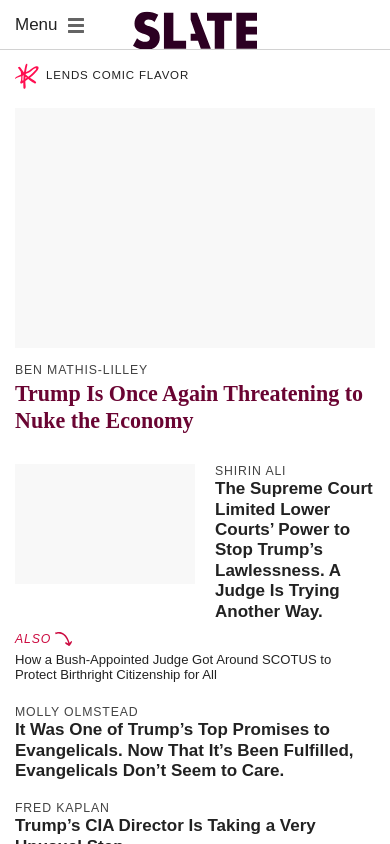 Menu
SLATE
LENDS COMIC FLAVOR
BEN MATHIS-LILLEY
Trump Is Once Again Threatening to
Nuke the Economy
SHIRIN ALI
The Supreme Court
Limited Lower
Courts’ Power to
Stop Trump’s
Lawlessness. A
Judge Is Trying
Another Way.
ALSO
How a Bush-Appointed Judge Got Around SCOTUS to
Protect Birthright Citizenship for All
MOLLY OLMSTEAD
It Was One of Trump’s Top Promises to
Evangelicals. Now That It’s Been Fulfilled,
Evangelicals Don’t Seem to Care.
FRED KAPLAN
Trump’s CIA Director Is Taking a Very
Unusual Step